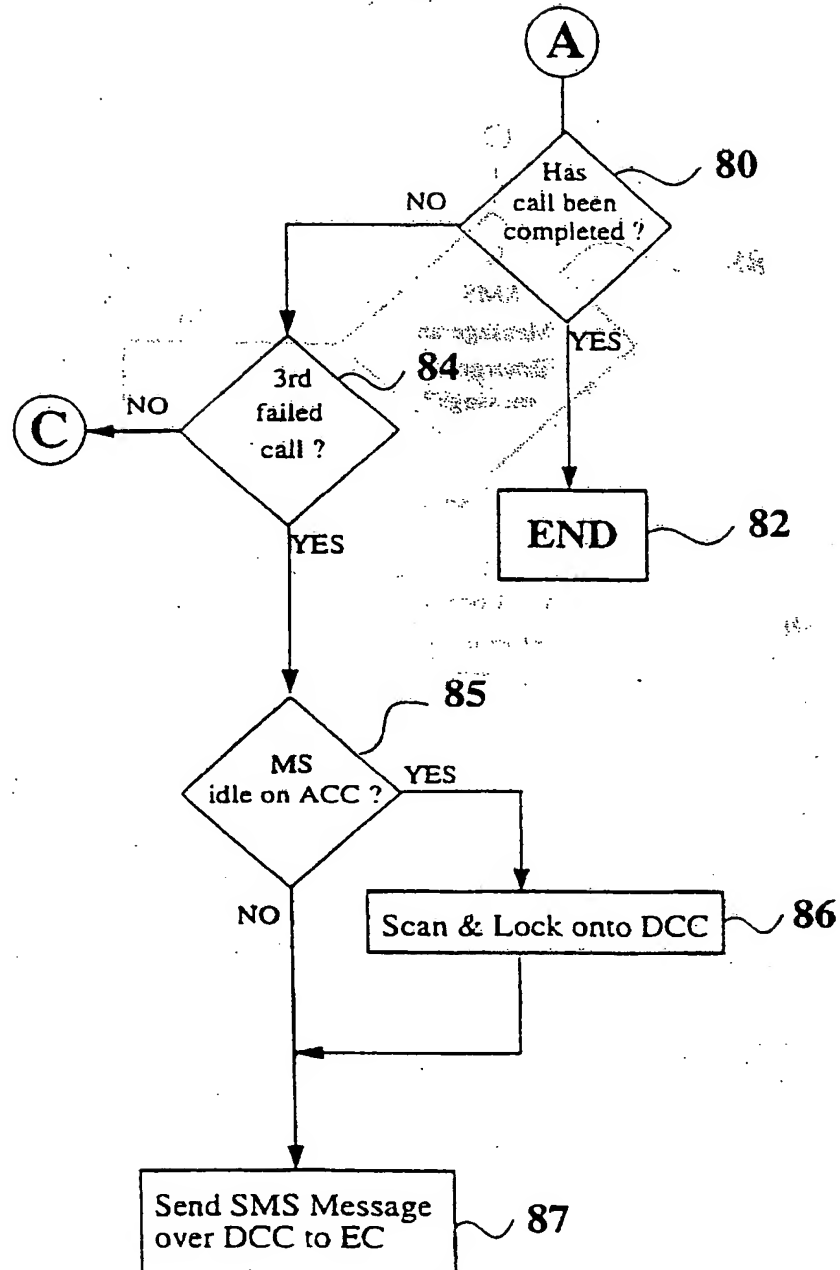 A
Has
call been
completed ?
80
NO
YES
3rd
failed
call ?
84
NO
C
YES
END
82
MS
idle on ACC ?
85
YES
NO
Scan & Lock onto DCC
86
Send SMS Message
over DCC to EC
87